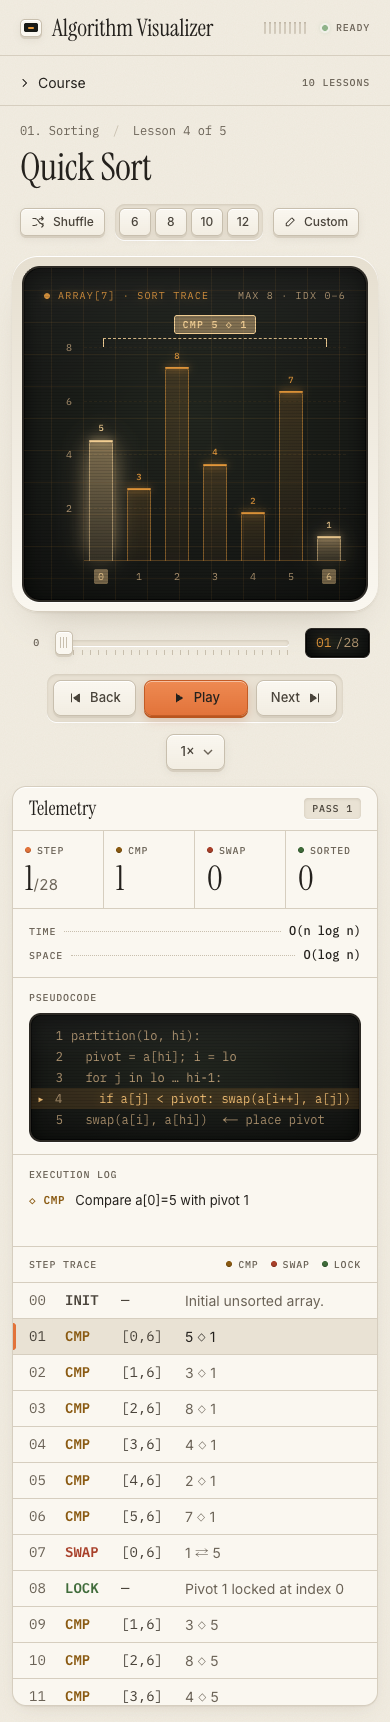 Algorithm Visualizer
READY
Course
10 LESSONS
01. Sorting / Lesson 4 of 5
Quick Sort
Shuffle
6
8
10
12
Custom
ARRAY[7] · SORT TRACE
MAX 8 · IDX 0–6
CMP 5 ◇ 1
8
6
4
2
5
3
8
4
2
7
1
0 1 2 3 4 5 6
0
01 /28
Back
Play
Next
1×
Telemetry
PASS 1
STEP
1/28
CMP
1
SWAP
0
SORTED
0
TIME O(n log n)
SPACE O(log n)
PSEUDOCODE
1 partition(lo, hi):
2 pivot = a[hi]; i = lo
3 for j in lo … hi-1:
▸ 4 if a[j] < pivot: swap(a[i++], a[j])
5 swap(a[i], a[hi]) ⟵ place pivot
EXECUTION LOG
◇ CMP Compare a[0]=5 with pivot 1
STEP TRACE
CMP
SWAP
LOCK
00 INIT — Initial unsorted array.
01 CMP [0,6] 5 ◇ 1
02 CMP [1,6] 3 ◇ 1
03 CMP [2,6] 8 ◇ 1
04 CMP [3,6] 4 ◇ 1
05 CMP [4,6] 2 ◇ 1
06 CMP [5,6] 7 ◇ 1
07 SWAP [0,6] 1 ⇄ 5
08 LOCK — Pivot 1 locked at index 0
09 CMP [1,6] 3 ◇ 5
10 CMP [2,6] 8 ◇ 5
11 CMP [3,6] 4 ◇ 5